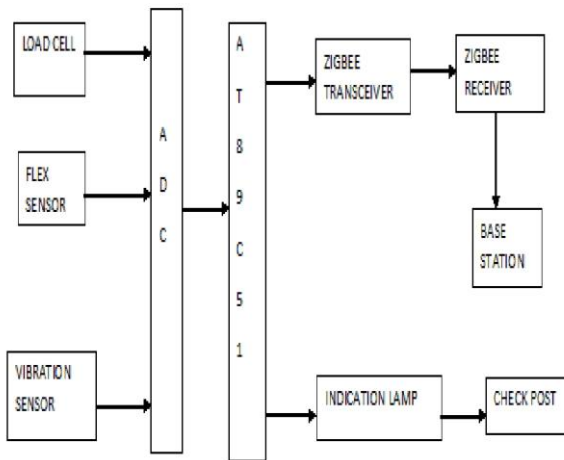 LOAD CELL
FLEX
SENSOR
VIBRATION
SENSOR
A
D
C
A
T
8
9
C
5
1
ZIGBEE
TRANSCEIVER
ZIGBEE
RECEIVER
BASE
STATION
INDICATION LAMP
CHECK POST